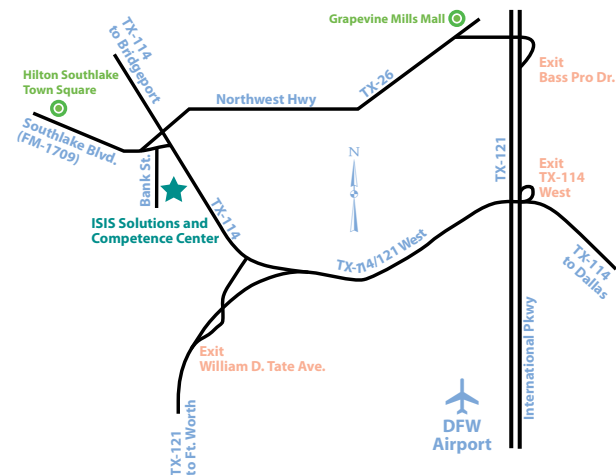 Grapevine Mills Mall
TX-114
to Bridgeport
Exit
Bass Pro Dr.
Hilton Southlake
Town Square
TX-26
Northwest Hwy
Southlake Blvd.
(FM-1709)
N
TX-121
Exit
TX-114
West
Bank St.
TX-114
ISIS Solutions and
Competence Center
TX-114/121 West
TX-114
to Dallas
International Pkwy
Exit
William D. Tate Ave.
DFW
Airport
TX-121
to Ft. Worth